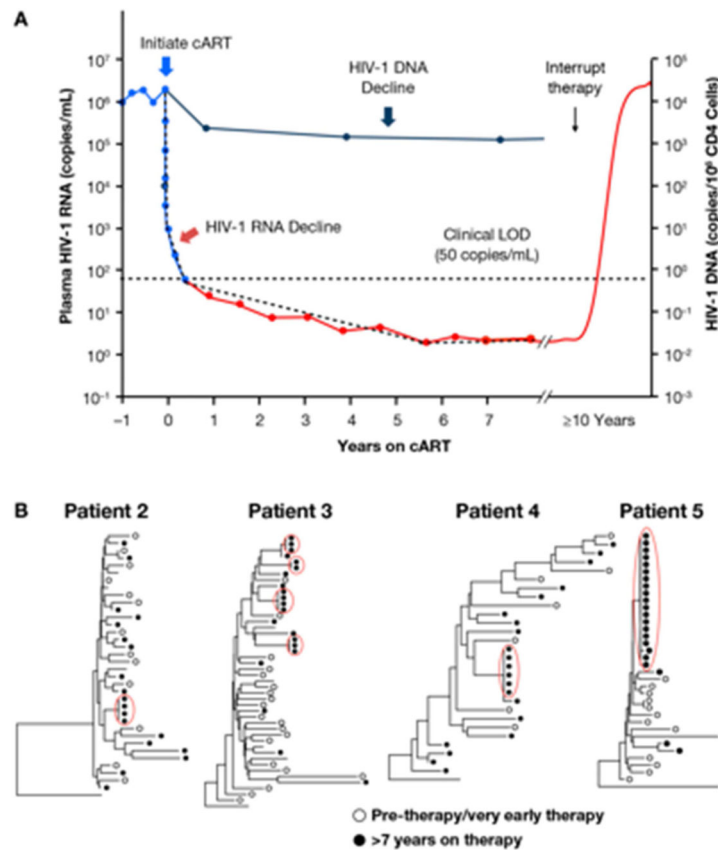 A
Initiate cART
HIV-1 DNA
Decline
Interrupt
therapy
HIV-1 RNA Decline
Clinical LOD
(50 copies/mL)
Plasma HIV-1 RNA (copies/mL)
10⁷
10⁶
10⁵
10⁴
10³
10²
10¹
10⁰
10⁻¹
HIV-1 DNA (copies/10⁶ CD4 Cells)
10⁵
10⁴
10³
10²
10¹
10⁰
10⁻¹
10⁻²
10⁻³
–1 0 1 2 3 4 5 6 7 ≥10 Years
Years on cART
B
Patient 2 Patient 3 Patient 4 Patient 5
Pre-therapy/very early therapy
>7 years on therapy